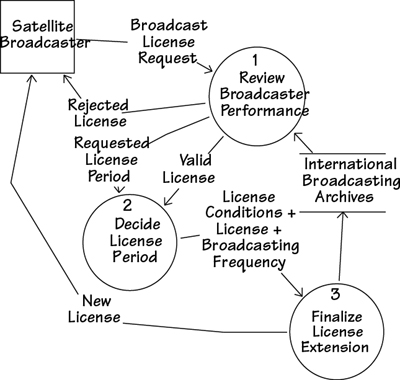 Satellite
Broadcaster
Broadcast
License
Request
1
Review
Broadcaster
Performance
Rejected
License
Requested
License
Period
Valid
License
International
Broadcasting
Archives
2
Decide
License
Period
License
Conditions +
License +
Broadcasting
Frequency
3
Finalize
License
Extension
New
License